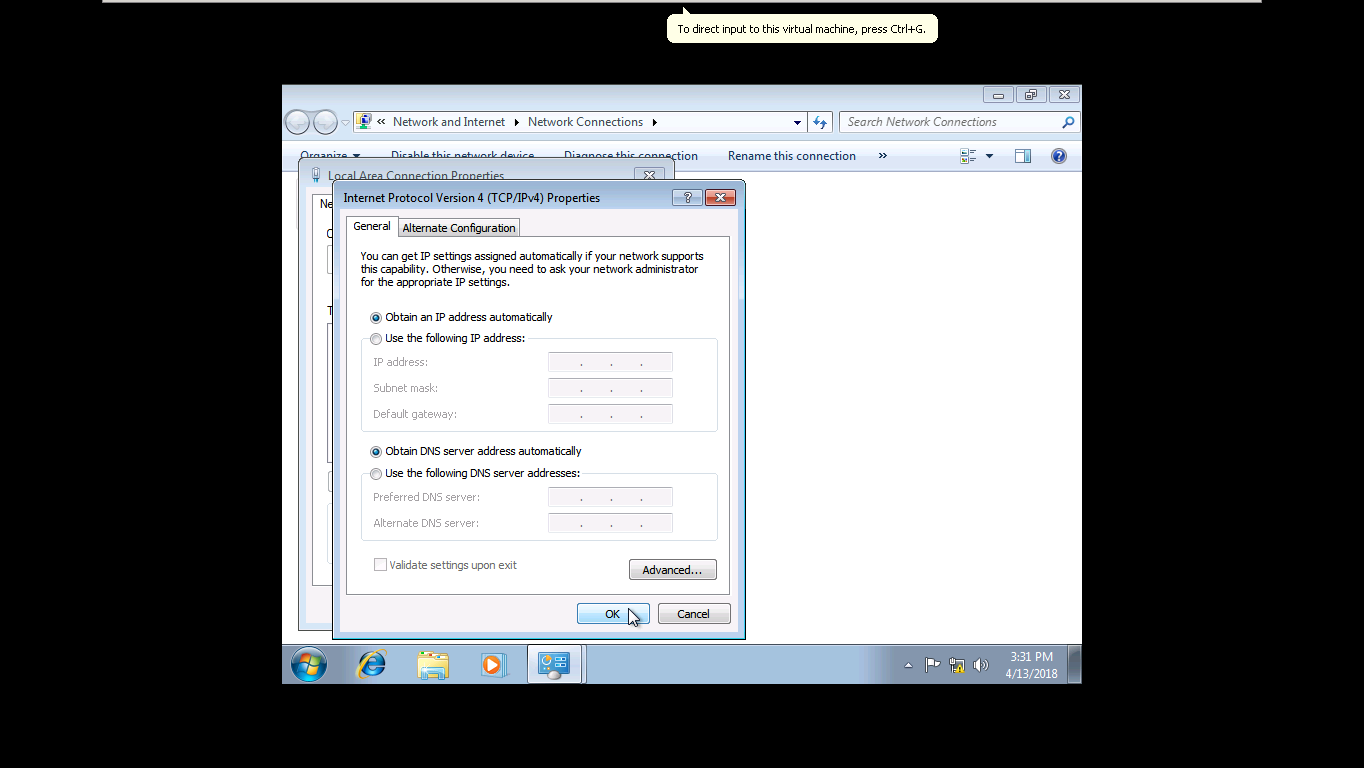 To direct input to this virtual machine, press Ctrl+G.
« Network and Internet ▸ Network Connections ▸
Search Network Connections
Organize Disable this network device Diagnose this connection Rename this connection »
Local Area Connection Properties
Internet Protocol Version 4 (TCP/IPv4) Properties
General
Alternate Configuration
You can get IP settings assigned automatically if your network supports
this capability. Otherwise, you need to ask your network administrator
for the appropriate IP settings.
Obtain an IP address automatically
Use the following IP address:
IP address:
Subnet mask:
Default gateway:
Obtain DNS server address automatically
Use the following DNS server addresses:
Preferred DNS server:
Alternate DNS server:
Validate settings upon exit
Advanced...
OK
Cancel
3:31 PM
4/13/2018